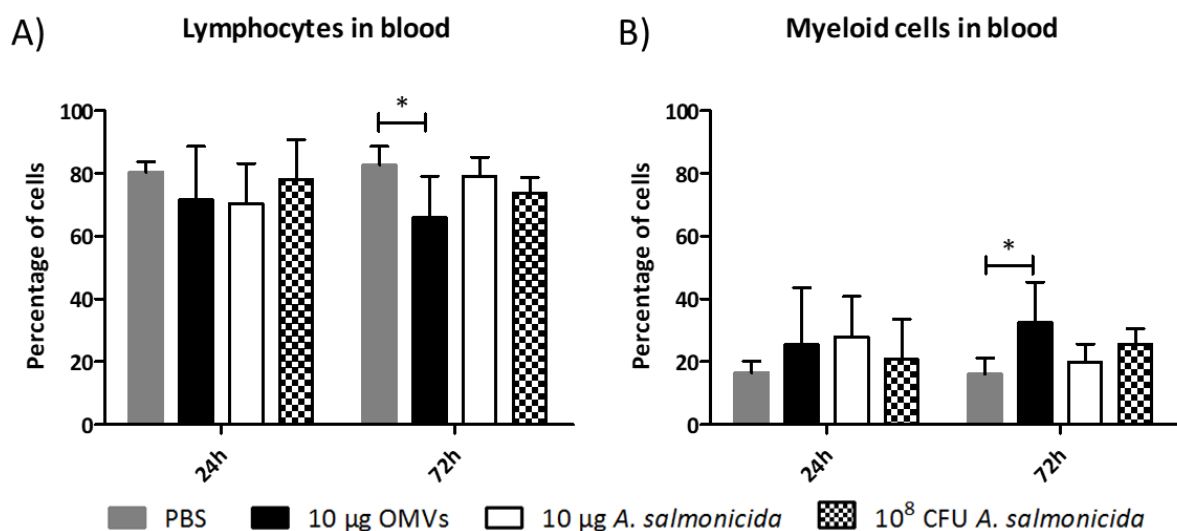 A) Lymphocytes in blood
Percentage of cells
100
80
60
40
20
0
*
24h
72h
B) Myeloid cells in blood
Percentage of cells
100
80
60
40
20
0
*
24h
72h
PBS 10 µg OMVs 10 µg A. salmonicida 10⁸ CFU A. salmonicida